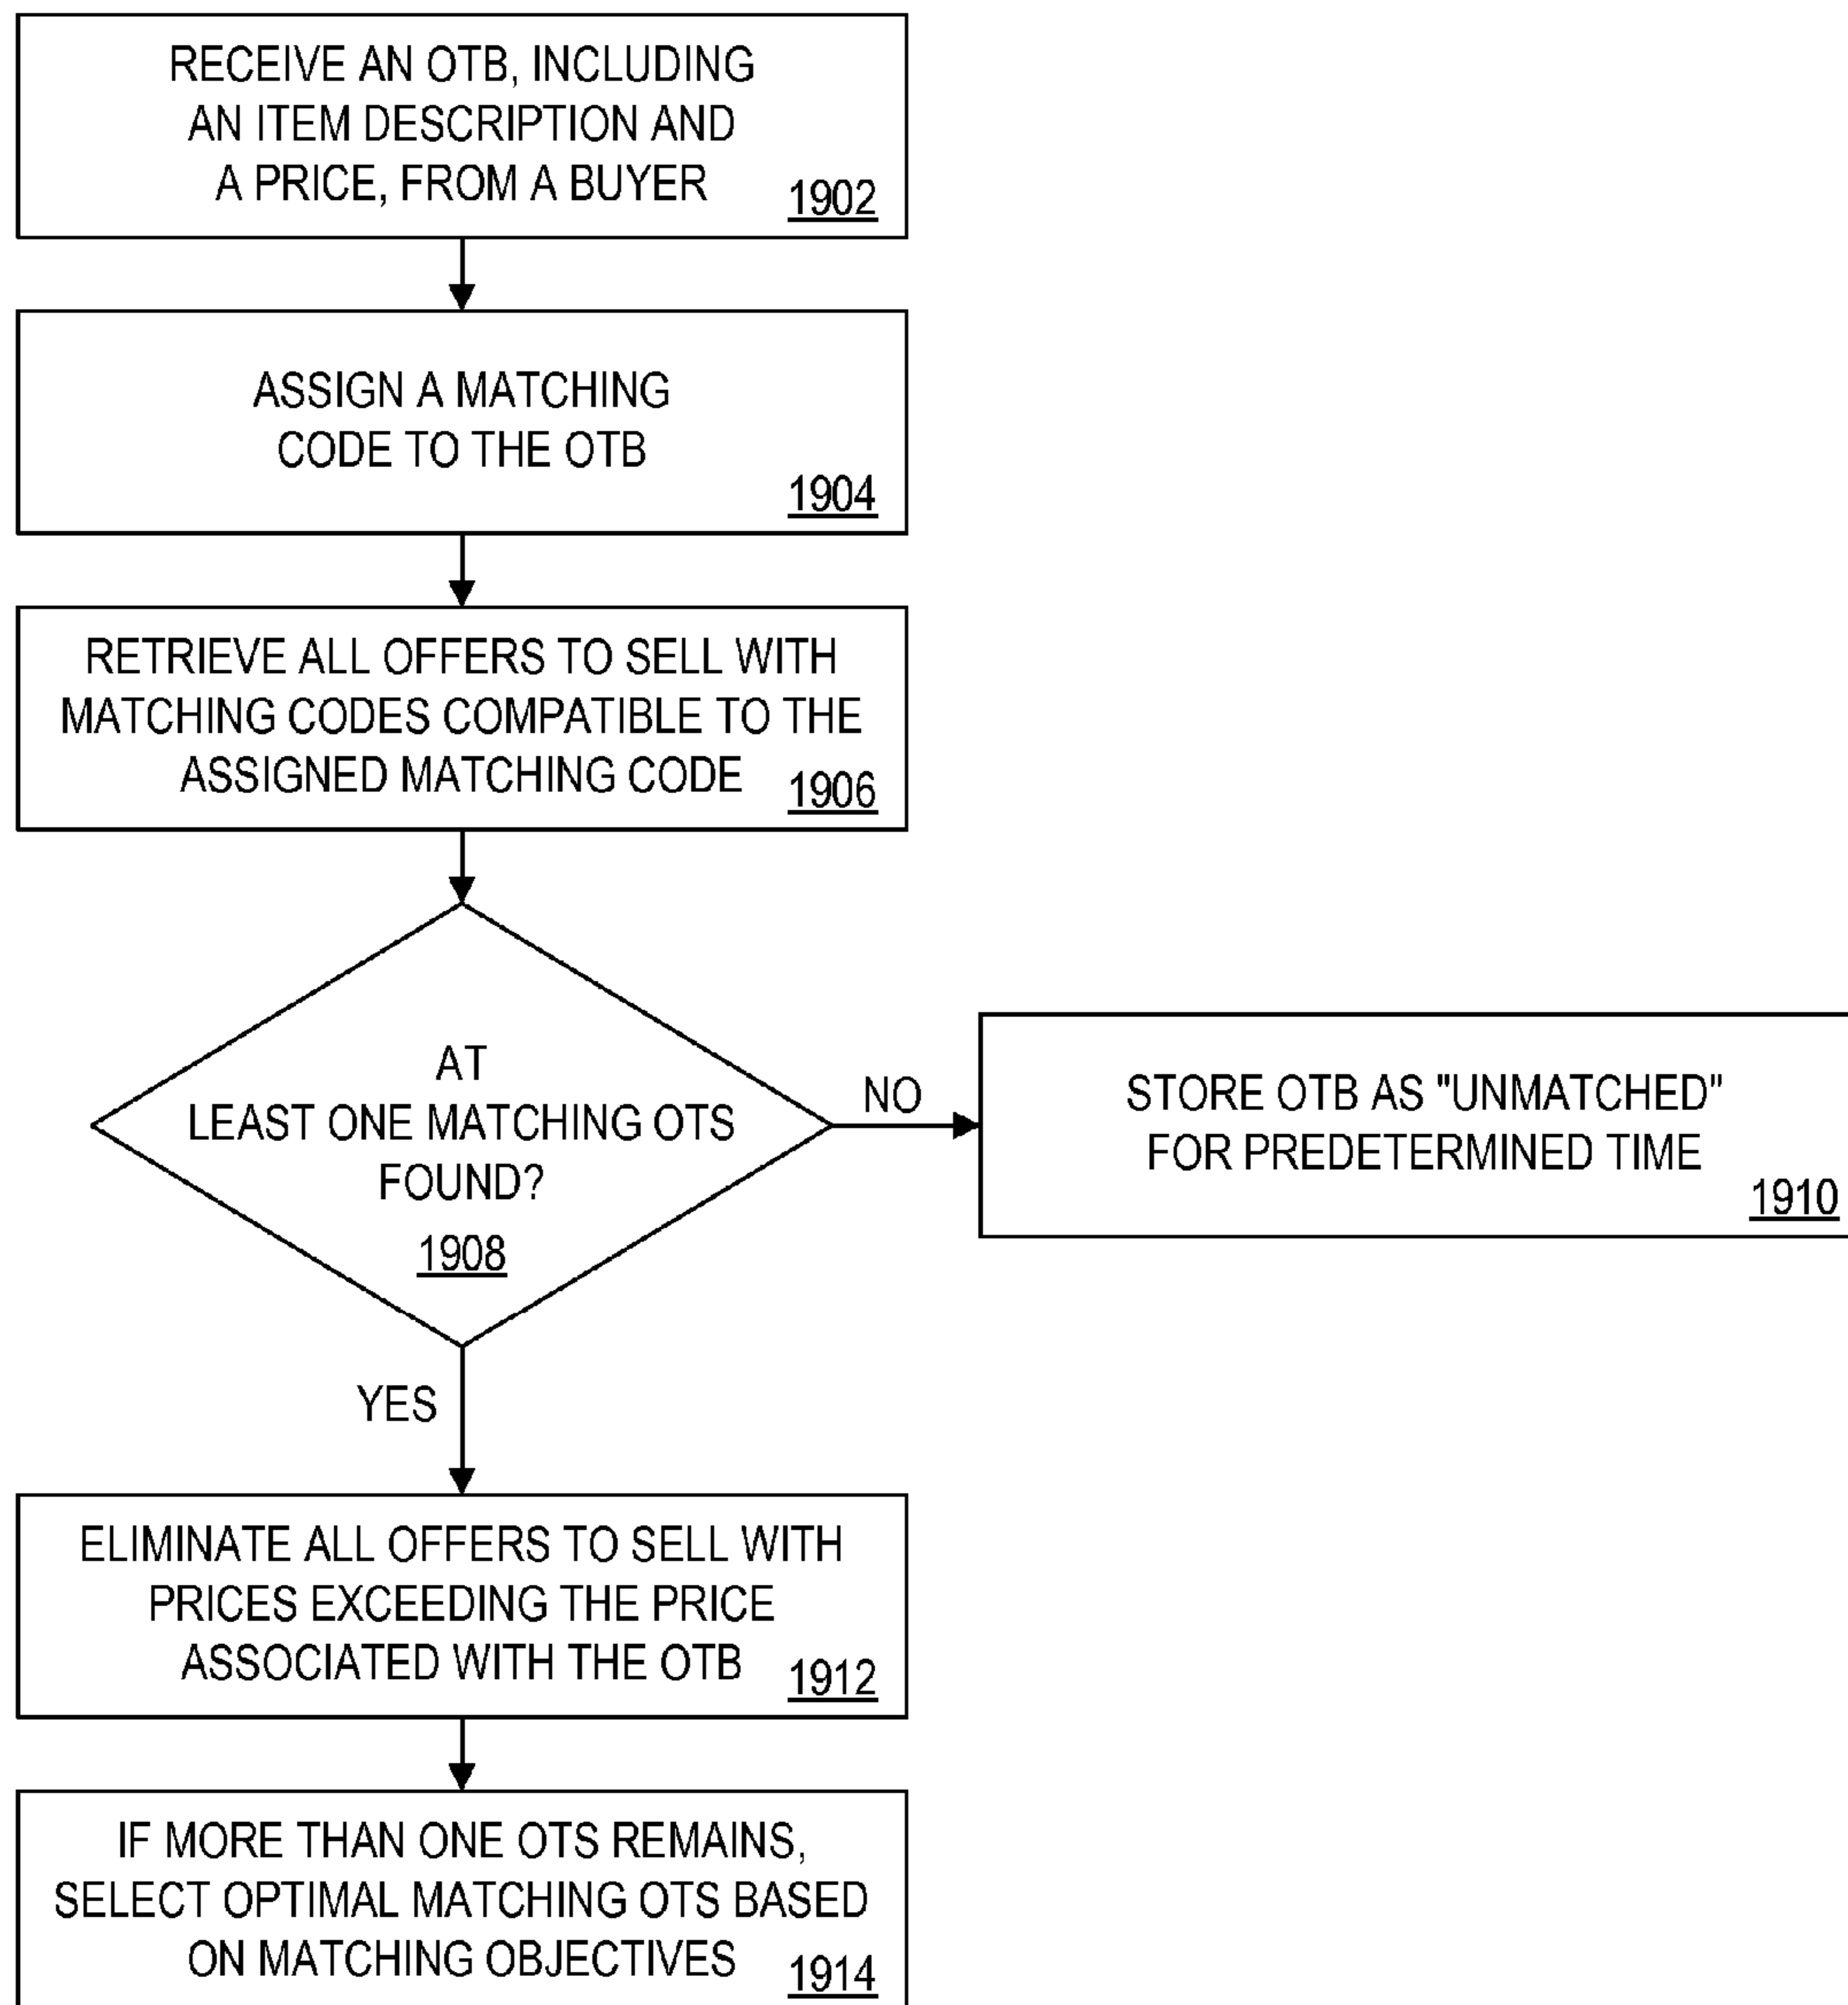 RECEIVE AN OTB, INCLUDING
AN ITEM DESCRIPTION AND
A PRICE, FROM A BUYER
1902
ASSIGN A MATCHING
CODE TO THE OTB
1904
RETRIEVE ALL OFFERS TO SELL WITH
MATCHING CODES COMPATIBLE TO THE
ASSIGNED MATCHING CODE
1906
AT
LEAST ONE MATCHING OTS
FOUND?
1908
NO
STORE OTB AS "UNMATCHED"
FOR PREDETERMINED TIME
1910
YES
ELIMINATE ALL OFFERS TO SELL WITH
PRICES EXCEEDING THE PRICE
ASSOCIATED WITH THE OTB
1912
IF MORE THAN ONE OTS REMAINS,
SELECT OPTIMAL MATCHING OTS BASED
ON MATCHING OBJECTIVES
1914